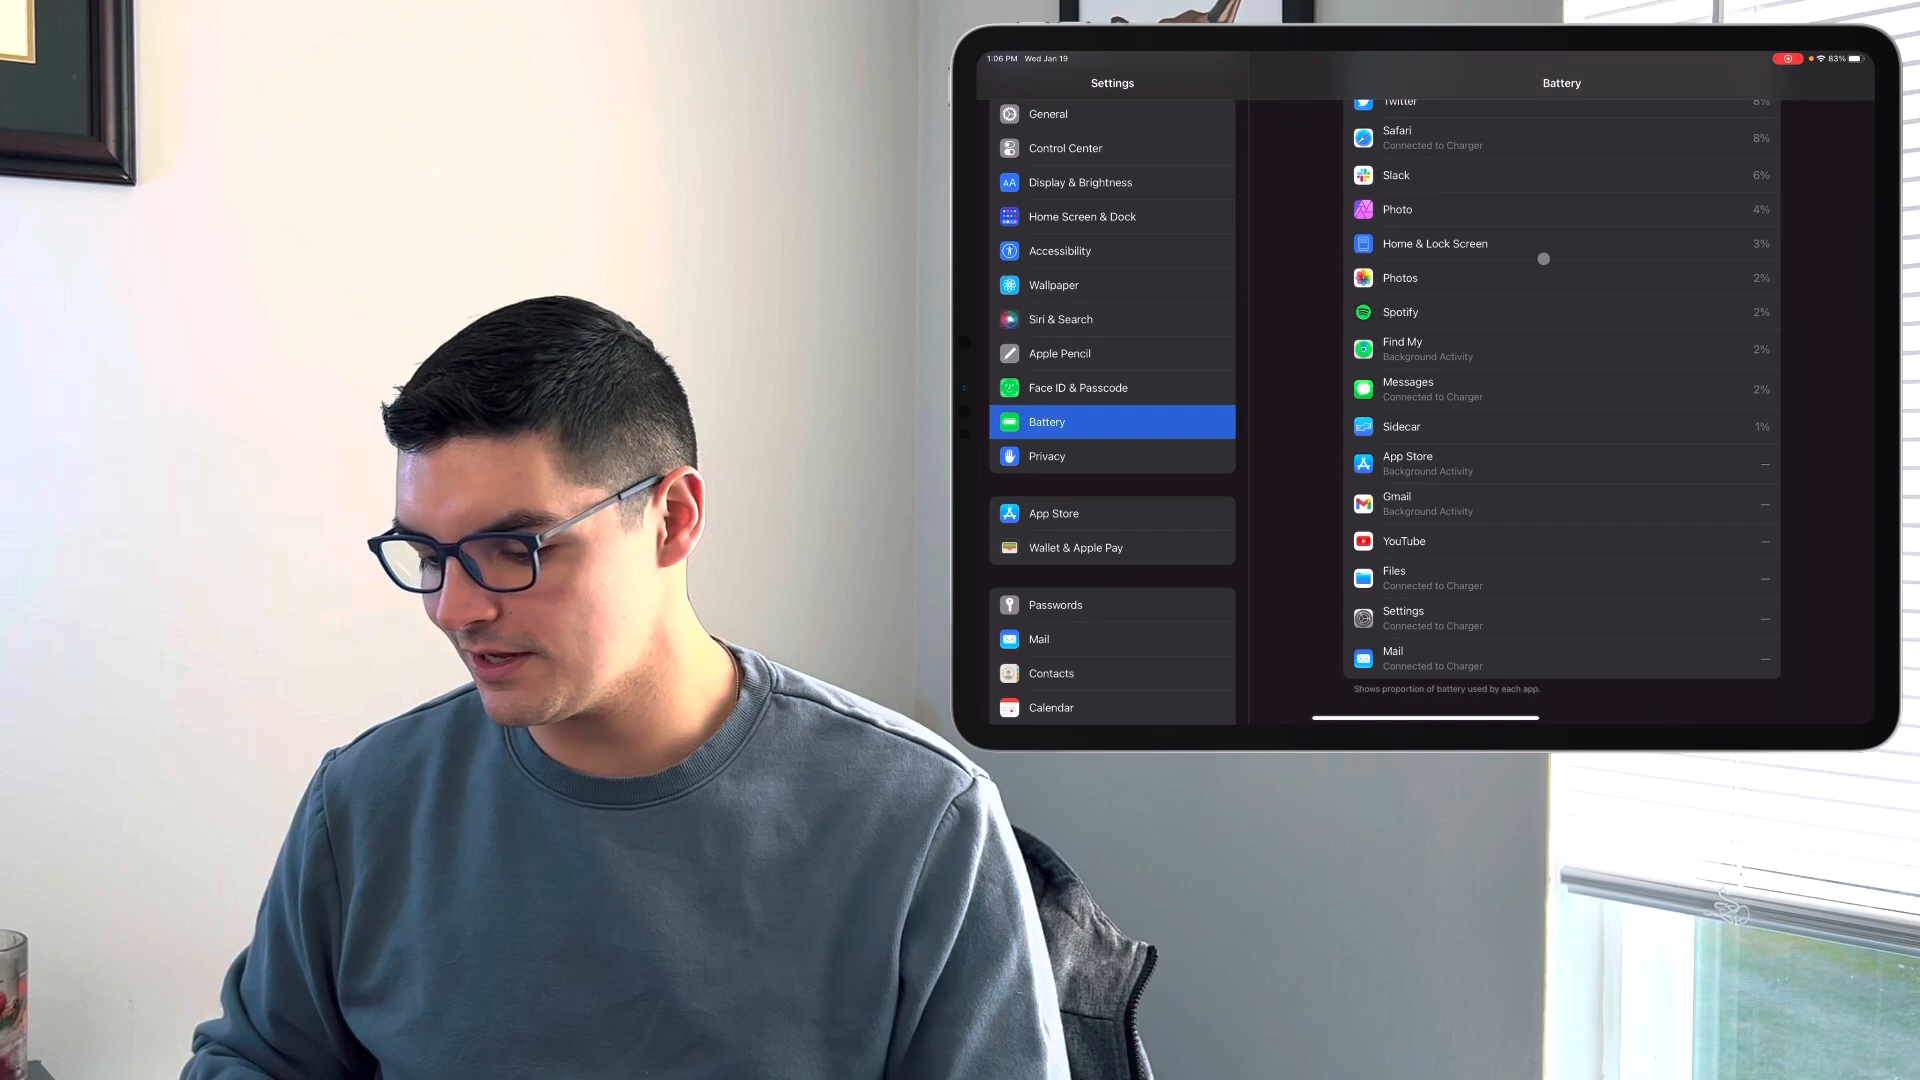 1:06 PM Wed Jan 19
83%
Settings
General
Control Center
AA Display & Brightness
Home Screen & Dock
Accessibility
Wallpaper
Siri & Search
Apple Pencil
Face ID & Passcode
Battery
Privacy
App Store
Wallet & Apple Pay
Passwords
Mail
Contacts
Calendar
Battery
Twitter 8%
Safari
Connected to Charger
8%
Slack 6%
Photo 4%
Home & Lock Screen 3%
Photos 2%
Spotify 2%
Find My
Background Activity
2%
Messages
Connected to Charger
2%
Sidecar 1%
App Store
Background Activity
—
Gmail
Background Activity
—
YouTube —
Files
Connected to Charger
—
Settings
Connected to Charger
—
Mail
Connected to Charger
—
Shows proportion of battery used by each app.